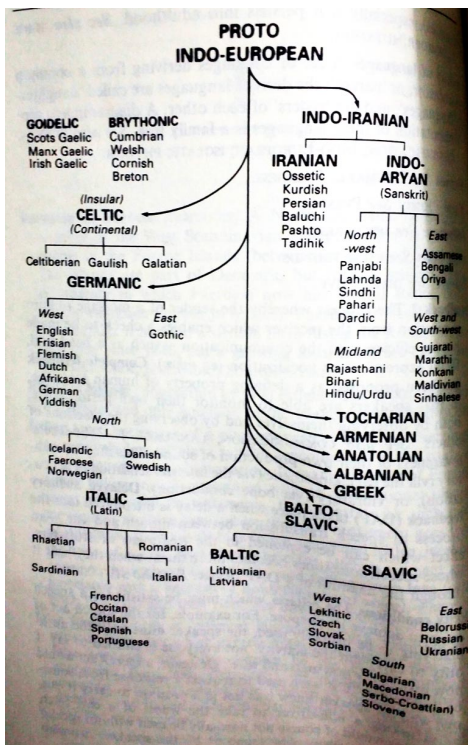 PROTO
INDO-EUROPEAN
GOIDELIC
Scots Gaelic
Manx Gaelic
Irish Gaelic
BRYTHONIC
Cumbrian
Welsh
Cornish
Breton
(Insular)
CELTIC
(Continental)
Celtiberian Gaulish Galatian
INDO-IRANIAN
IRANIAN
Ossetic
Kurdish
Persian
Baluchi
Pashto
Tadihik
INDO-
ARYAN
(Sanskrit)
North
-west
Panjabi
Lahnda
Sindhi
Pahari
Dardic
East
Assamese
Bengali
Oriya
Midland
Rajasthani
Bihari
Hindu/Urdu
West and
South-west
Gujarati
Marathi
Konkani
Maldivian
Sinhalese
GERMANIC
West
English
Frisian
Flemish
Dutch
Afrikaans
German
Yiddish
East
Gothic
North
Icelandic
Faeroese
Norwegian
Danish
Swedish
TOCHARIAN
ARMENIAN
ANATOLIAN
ALBANIAN
GREEK
ITALIC
(Latin)
Rhaetian
Sardinian
Romanian
Italian
French
Occitan
Catalan
Spanish
Portuguese
BALTO-
SLAVIC
BALTIC
Lithuanian
Latvian
SLAVIC
West
Lekhitic
Czech
Slovak
Sorbian
East
Beloruss
Russian
Ukranian
South
Bulgarian
Macedonian
Serbo-Croat(ian)
Slovene